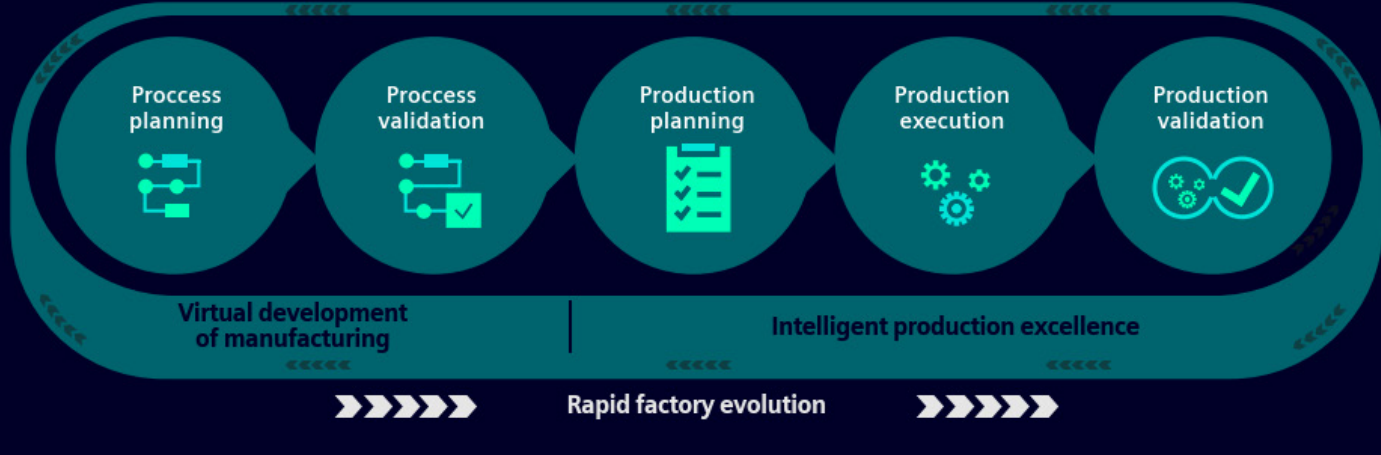 Proccess
planning
Proccess
validation
Production
planning
Production
execution
Production
validation
Virtual development
of manufacturing
Intelligent production excellence
Rapid factory evolution